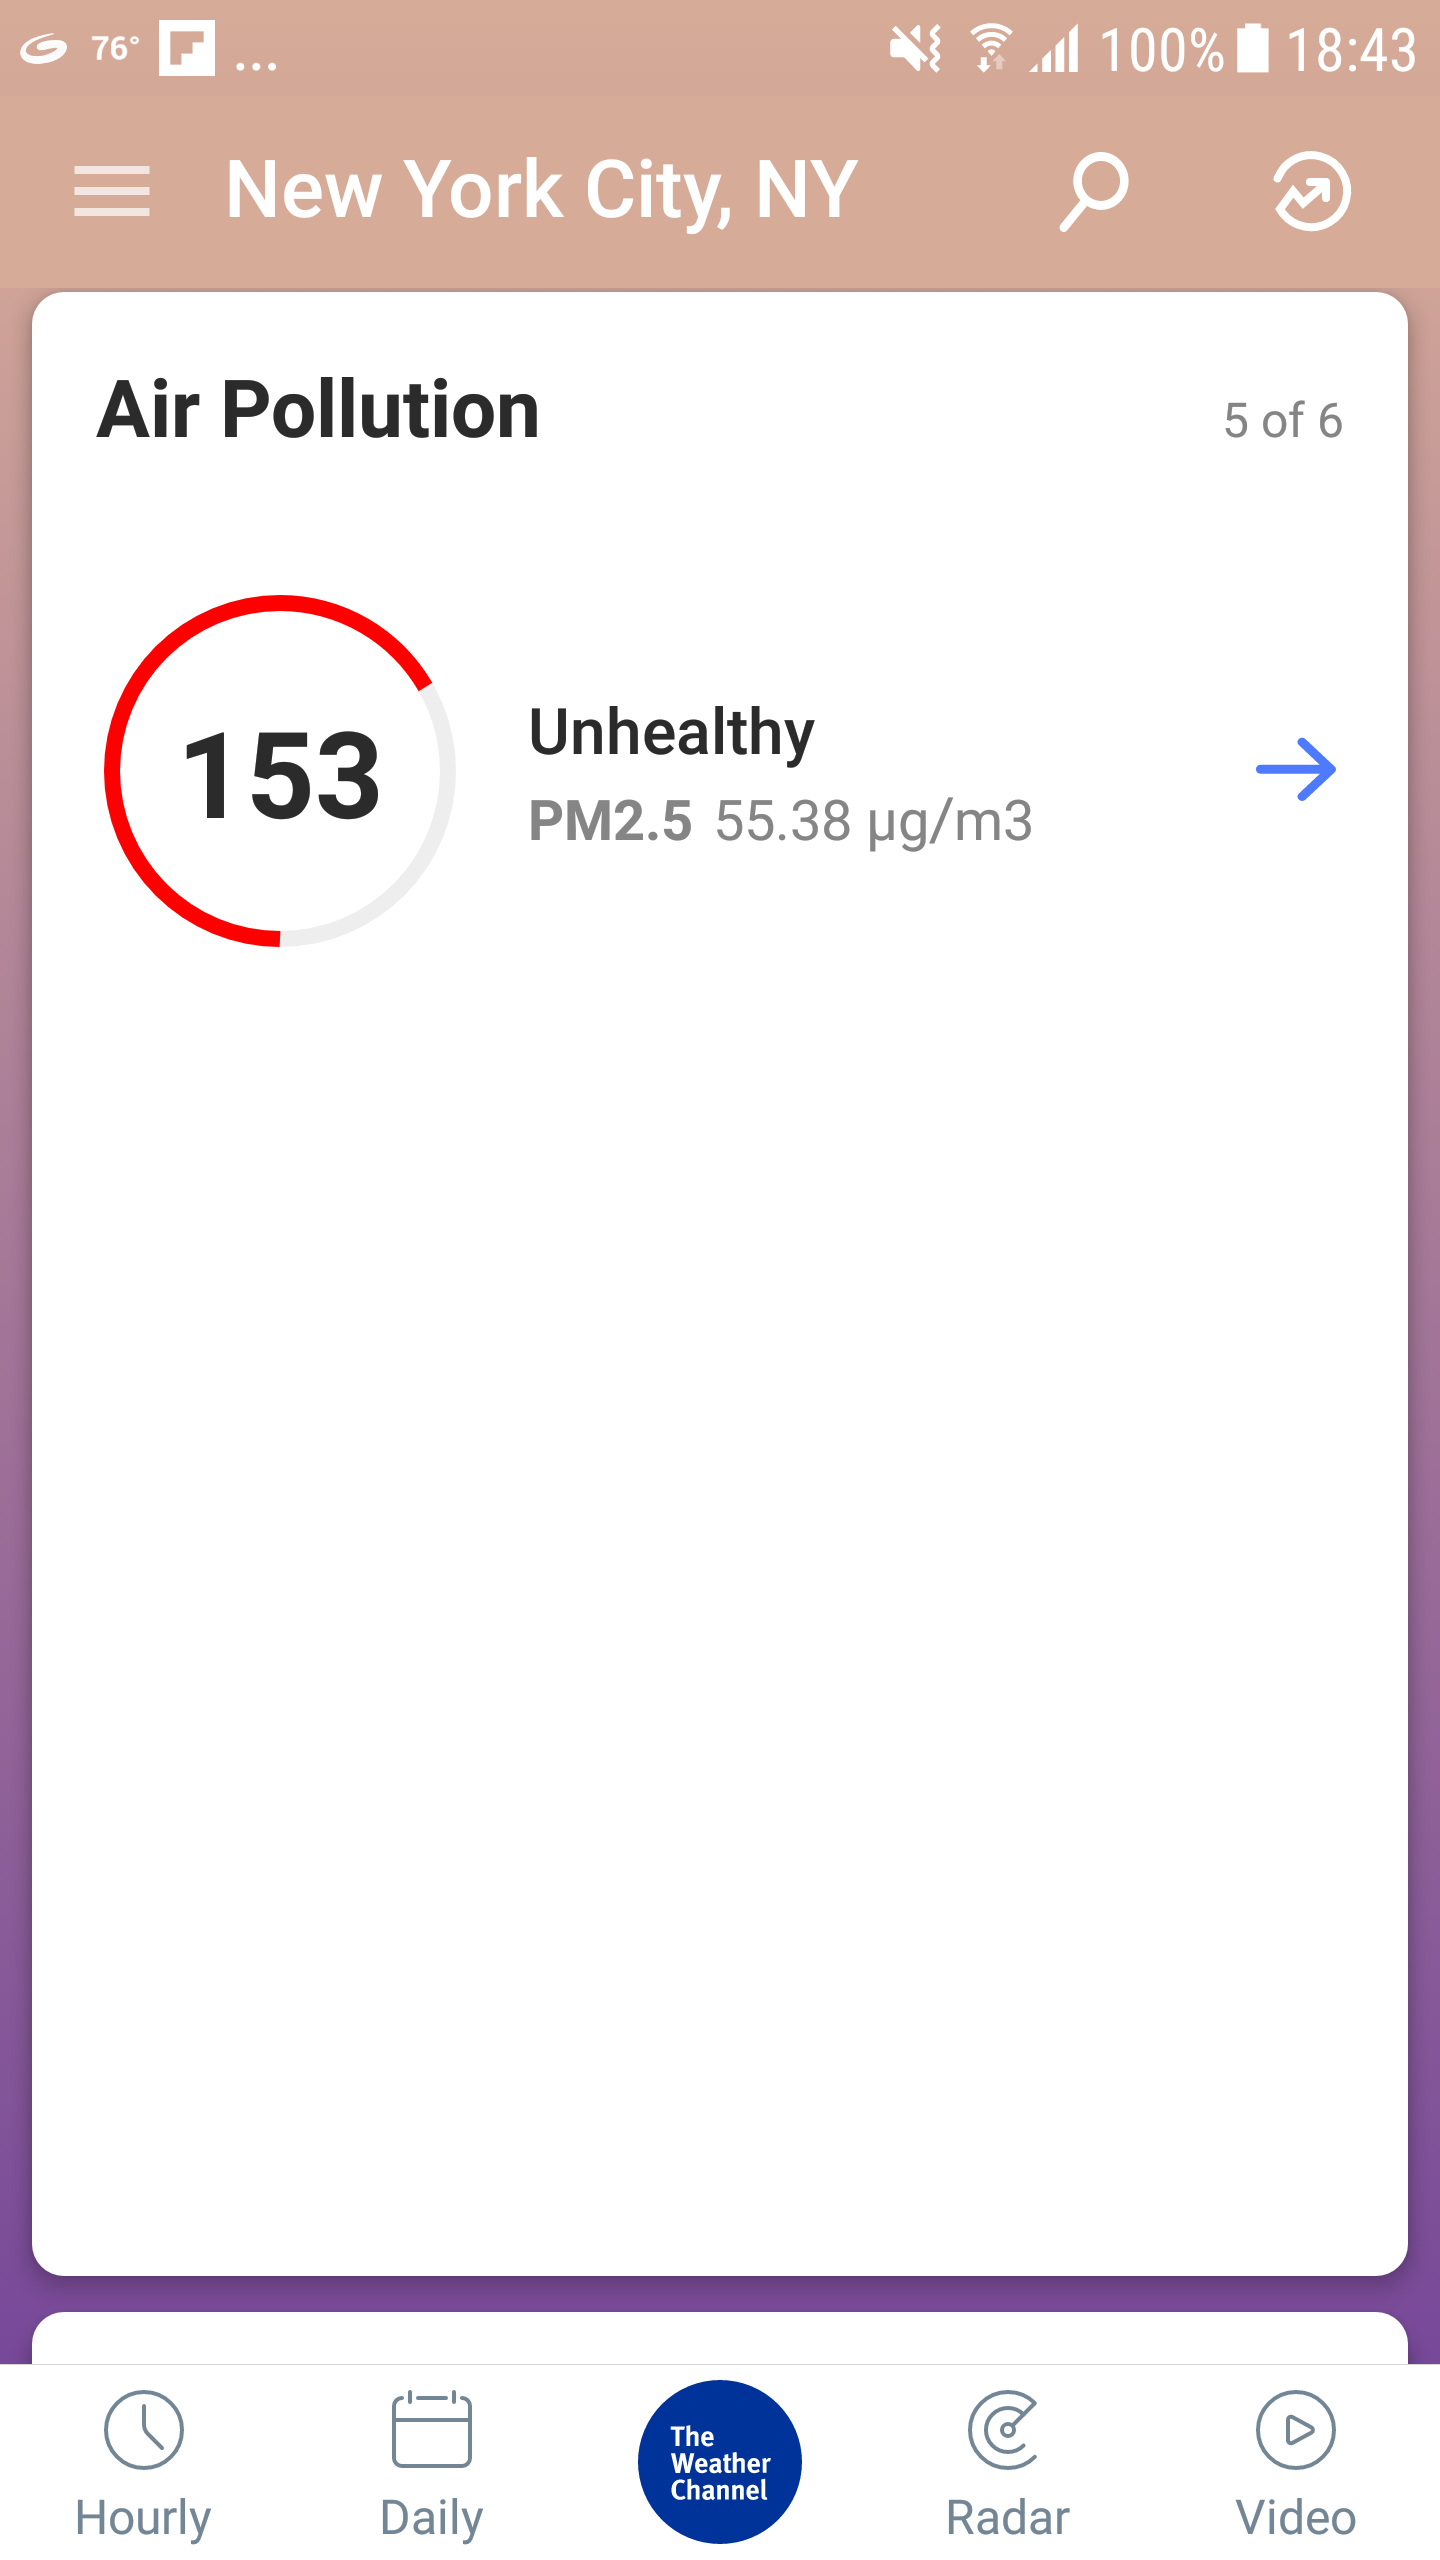 76° ... 100% 18:43
New York City, NY
Air Pollution 5 of 6
153
Unhealthy
PM2.5 55.38 µg/m3
The
Weather
Channel
Hourly Daily Radar Video